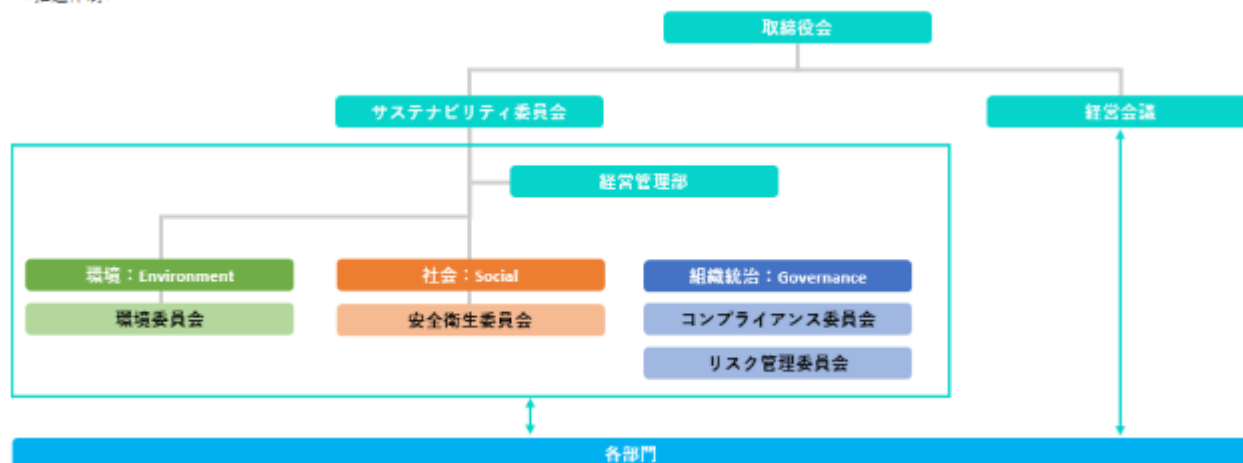 取締役会
サステナビリティ委員会
経営会議
経営管理部
環境：Environment
社会：Social
組織統治：Governance
環境委員会
安全衛生委員会
コンプライアンス委員会
リスク管理委員会
各部門